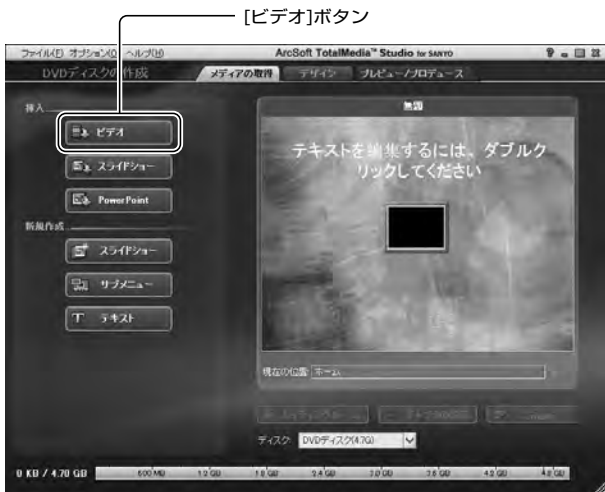 [ビデオ]ボタン
ファイル(F) オプション(O) ヘルプ(H)
ArcSoft TotalMedia™ Studio for SANYO
DVDディスクの作成
メディアの取得
デザイン
プレビュー/プロデュース
挿入
ビデオ
スライドショー
PowerPoint
新規作成
スライドショー
サブメニュー
テキスト
無題
テキストを編集するには、ダブルク
リックしてください
現在の位置: ホーム
ディスク: DVDディスク(4.7G)
0 KB / 4.70 GB
600 MB 1.2 GB 1.8 GB 2.4 GB 3.0 GB 3.6 GB 4.2 GB 4.8 GB